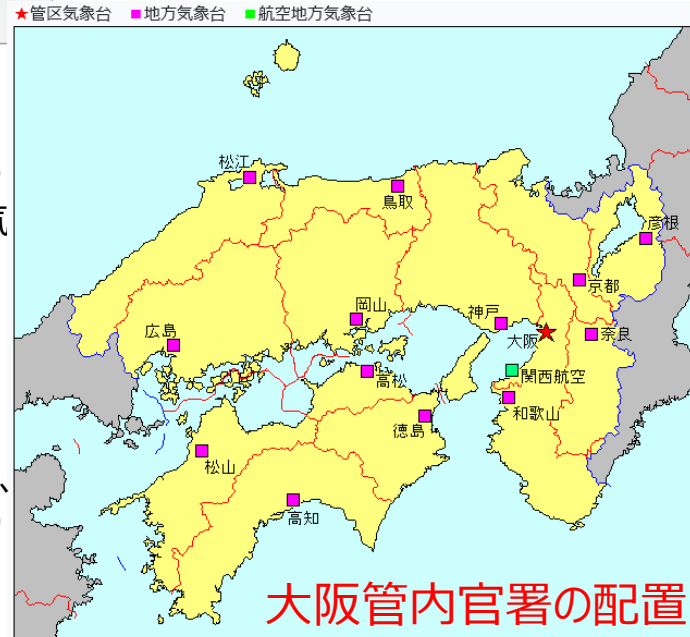 ★管区気象台 ■地方気象台 ■航空地方気象台
松江
鳥取
彦根
京都
岡山
神戸
広島
大阪
奈良
高松
関西航空
徳島
和歌山
松山
高知
大阪管内官署の配置